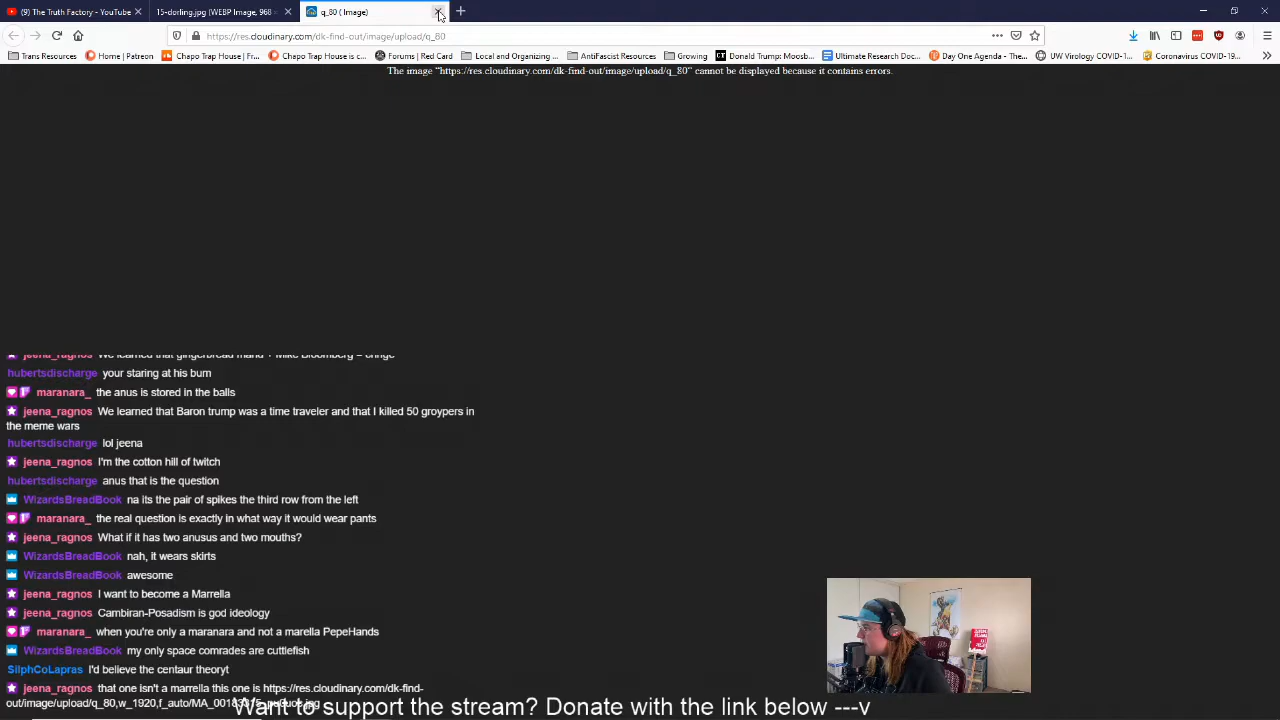 (9) The Truth Factory - YouTube
15-dorling.jpg (WEBP Image, 968
q_80 ( Image)
https://res.cloudinary.com/dk-find-out/image/upload/q_80
Trans Resources
Home | Patreon
Chapo Trap House | Fr...
Chapo Trap House is c...
Forums | Red Card
Local and Organizing ...
AntiFascist Resources
Growing
Donald Trump: Moosb...
Ultimate Research Doc...
Day One Agenda - The...
UW Virology COVID-1...
Coronavirus COVID-19...
The image “https://res.cloudinary.com/dk-find-out/image/upload/q_80” cannot be displayed because it contains errors.
jeena_ragnos We learned that gingerbread + Mike Bloomberg = cringe
hubertsdischarge your staring at his bum
maranara_ the anus is stored in the balls
jeena_ragnos We learned that Baron trump was a time traveler and that I killed 50 groypers in
the meme wars
hubertsdischarge lol jeena
jeena_ragnos I'm the cotton hill of twitch
hubertsdischarge anus that is the question
WizardsBreadBook na its the pair of spikes the third row from the left
maranara_ the real question is exactly in what way it would wear pants
jeena_ragnos What if it has two anusus and two mouths?
WizardsBreadBook nah, it wears skirts
WizardsBreadBook awesome
jeena_ragnos I want to become a Marrella
jeena_ragnos Cambiran-Posadism is god ideology
maranara_ when you're only a maranara and not a marella PepeHands
WizardsBreadBook my only space comrades are cuttlefish
SilphCoLapras I'd believe the centaur theoryt
jeena_ragnos that one isn't a marrella this one is https://res.cloudinary.com/dk-find-
out/image/upload/q_80,w_1920,f_auto/
Want to support the stream? Donate with the link below ---v